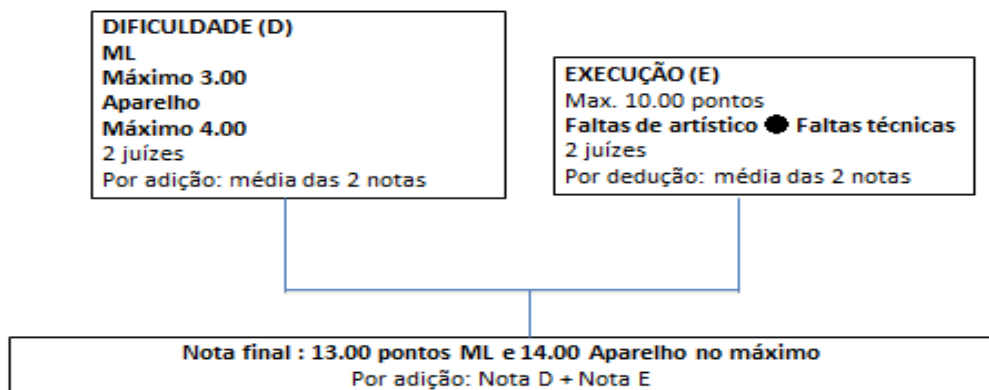 DIFICULDADE (D)
ML
Máximo 3.00
Aparelho
Máximo 4.00
2 juízes
Por adição: média das 2 notas
EXECUÇÃO (E)
Max. 10.00 pontos
Faltas de artístico ● Faltas técnicas
2 juízes
Por dedução: média das 2 notas
Nota final : 13.00 pontos ML e 14.00 Aparelho no máximo
Por adição: Nota D + Nota E